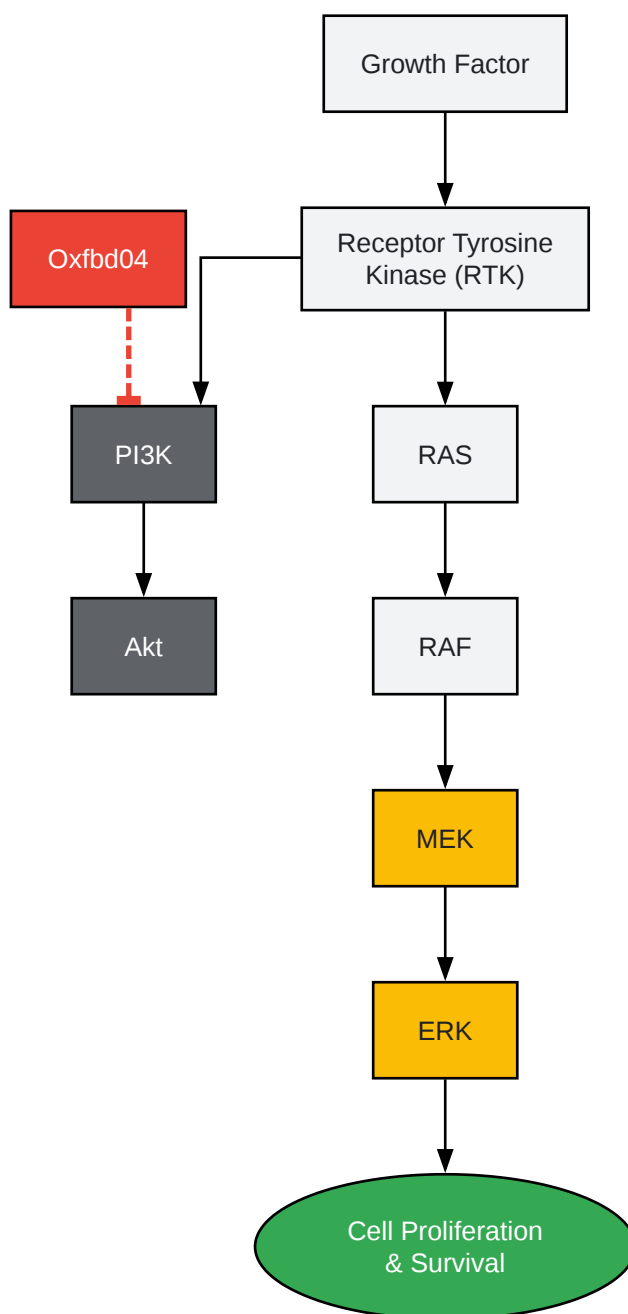 Growth Factor
Oxfbd04
Receptor Tyrosine
Kinase (RTK)
PI3K
RAS
Akt
RAF
MEK
ERK
Cell Proliferation
& Survival